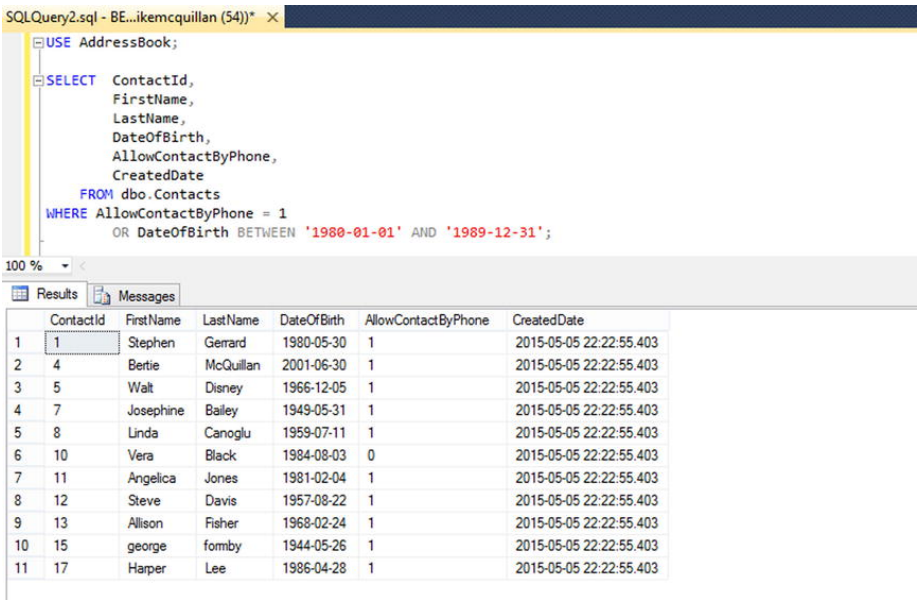 SQLQuery2.sql - BE...ikemcquillan (54))* ×
USE AddressBook;
SELECT ContactId,
FirstName,
LastName,
DateOfBirth,
AllowContactByPhone,
CreatedDate
FROM dbo.Contacts
WHERE AllowContactByPhone = 1
OR DateOfBirth BETWEEN '1980-01-01' AND '1989-12-31';
100 %
Results Messages
ContactId FirstName LastName DateOfBirth AllowContactByPhone CreatedDate
1 1 Stephen Gerrard 1980-05-30 1 2015-05-05 22:22:55.403
2 4 Bertie McQuillan 2001-06-30 1 2015-05-05 22:22:55.403
3 5 Walt Disney 1966-12-05 1 2015-05-05 22:22:55.403
4 7 Josephine Bailey 1949-05-31 1 2015-05-05 22:22:55.403
5 8 Linda Canoglu 1959-07-11 1 2015-05-05 22:22:55.403
6 10 Vera Black 1984-08-03 0 2015-05-05 22:22:55.403
7 11 Angelica Jones 1981-02-04 1 2015-05-05 22:22:55.403
8 12 Steve Davis 1957-08-22 1 2015-05-05 22:22:55.403
9 13 Allison Fisher 1968-02-24 1 2015-05-05 22:22:55.403
10 15 george formby 1944-05-26 1 2015-05-05 22:22:55.403
11 17 Harper Lee 1986-04-28 1 2015-05-05 22:22:55.403